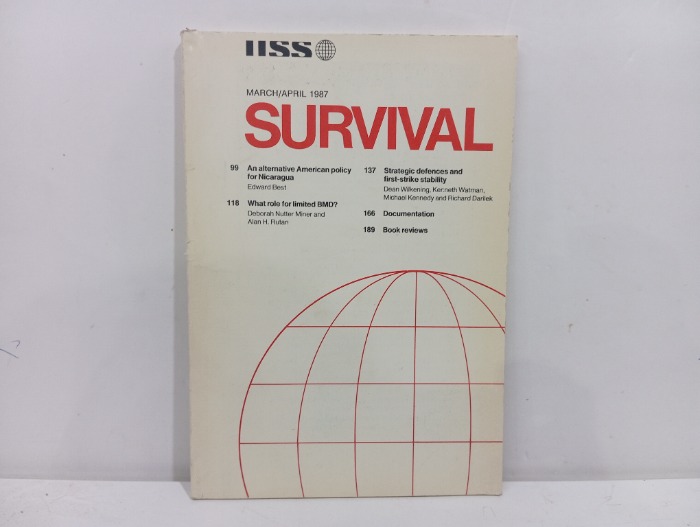 IISS
MARCH/APRIL 1987
SURVIVAL
99 An alternative American policy
for Nicaragua
Edward Best
118 What role for limited BMD?
Deborah Nutter Miner and
Alan H. Rutan
137 Strategic defences and
first-strike stability
Dean Wilkening, Kenneth Watman,
Michael Kennedy and Richard Darilek
166 Documentation
189 Book reviews